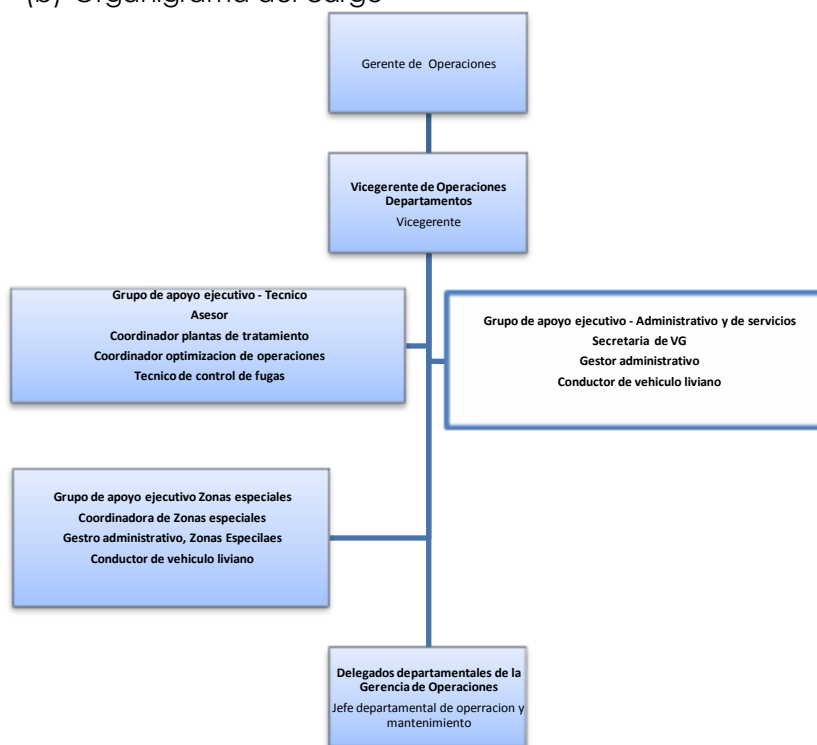 (b) Organigrama del cargo
Gerente de Operaciones
Vicegerente de Operaciones
Departamentos
Vicegerente
Grupo de apoyo ejecutivo - Tecnico
Asesor
Coordinador plantas de tratamiento
Coordinador optimizacion de operaciones
Tecnico de control de fugas
Grupo de apoyo ejecutivo - Administrativo y de servicios
Secretaria de VG
Gestor administrativo
Conductor de vehiculo liviano
Grupo de apoyo ejecutivo Zonas especiales
Coordinadora de Zonas especiales
Gestro administrativo, Zonas Especilaes
Conductor de vehiculo liviano
Delegados departamentales de la
Gerencia de Operaciones
Jefe departamental de operracion y
mantenimiento